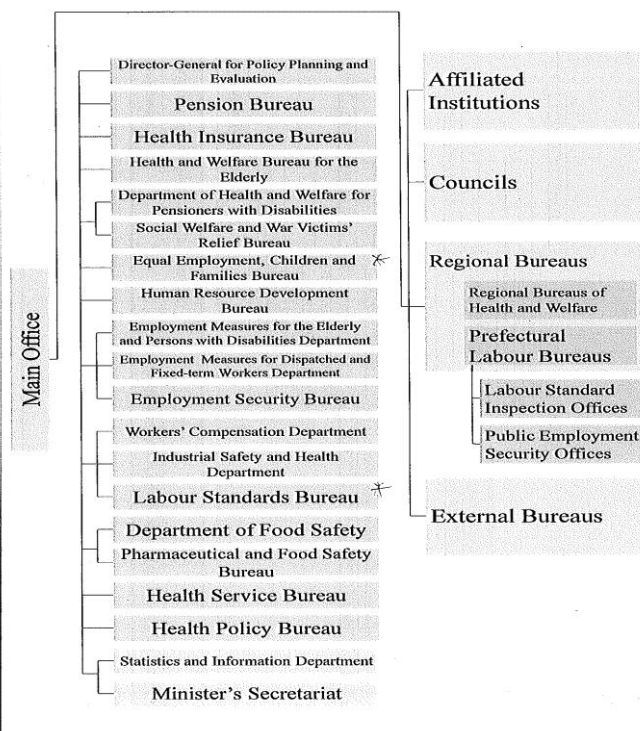 Main Office
Director-General for Policy Planning and
Evaluation
Pension Bureau
Health Insurance Bureau
Health and Welfare Bureau for the
Elderly
Department of Health and Welfare for
Pensioners with Disabilities
Social Welfare and War Victims'
Relief Bureau
Equal Employment, Children and
Families Bureau
Human Resource Development
Bureau
Employment Measures for the Elderly
and Persons with Disabilities Department
Employment Measures for Dispatched and
Fixed-term Workers Department
Employment Security Bureau
Workers' Compensation Department
Industrial Safety and Health
Department
Labour Standards Bureau
Department of Food Safety
Pharmaceutical and Food Safety
Bureau
Health Service Bureau
Health Policy Bureau
Statistics and Information Department
Minister's Secretariat
Affiliated
Institutions
Councils
Regional Bureaus
Regional Bureaus of
Health and Welfare
Prefectural
Labour Bureaus
Labour Standard
Inspection Offices
Public Employment
Security Offices
External Bureaus